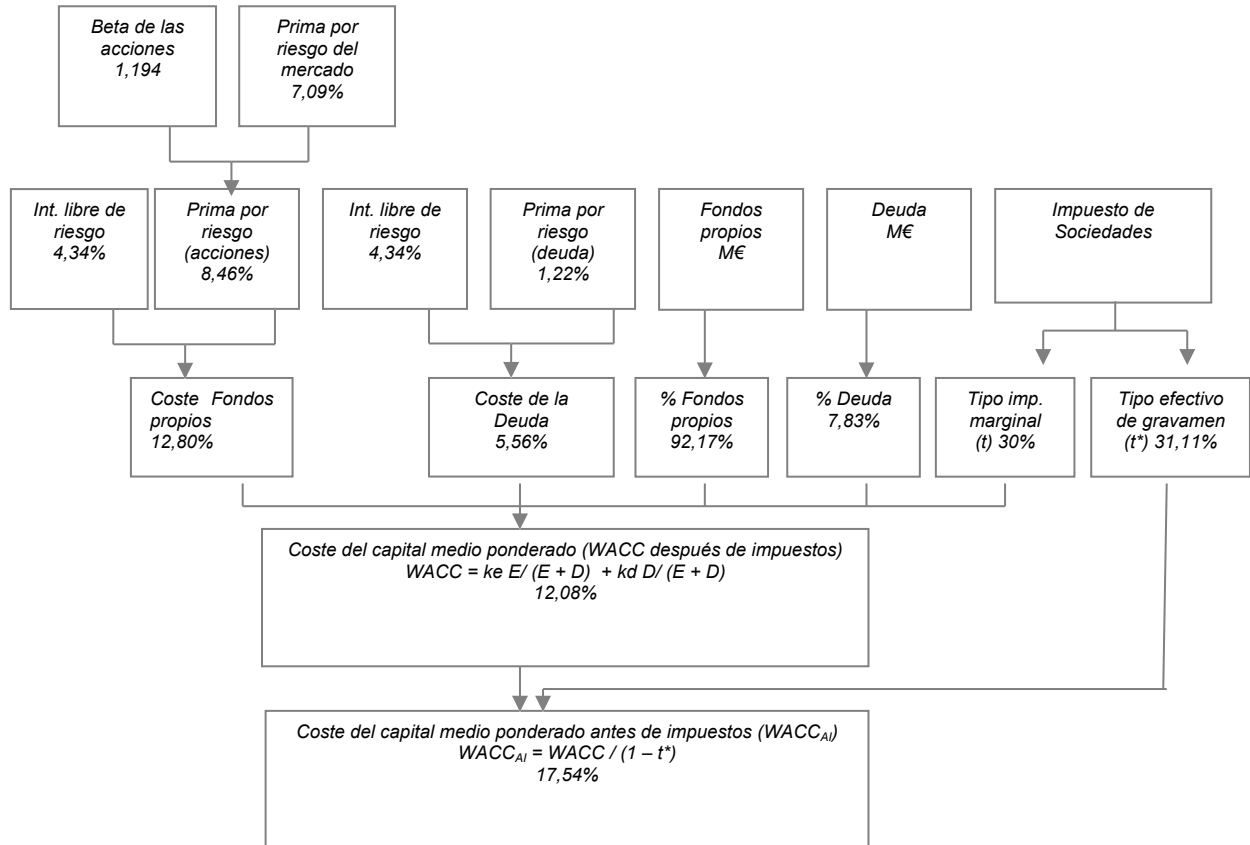 Beta de las
acciones
1,194
Prima por
riesgo del
mercado
7,09%
Int. libre de
riesgo
4,34%
Prima por
riesgo
(acciones)
8,46%
Int. libre de
riesgo
4,34%
Prima por
riesgo
(deuda)
1,22%
Fondos
propios
M€
Deuda
M€
Impuesto de
Sociedades
Coste Fondos
propios
12,80%
Coste de la
Deuda
5,56%
% Fondos
propios
92,17%
% Deuda
7,83%
Tipo imp.
marginal
(t) 30%
Tipo efectivo
de gravamen
(t*) 31,11%
Coste del capital medio ponderado (WACC después de impuestos)
WACC = ke E/ (E + D) + kd D/ (E + D)
12,08%
Coste del capital medio ponderado antes de impuestos (WACCAI)
WACCAI = WACC / (1 – t*)
17,54%